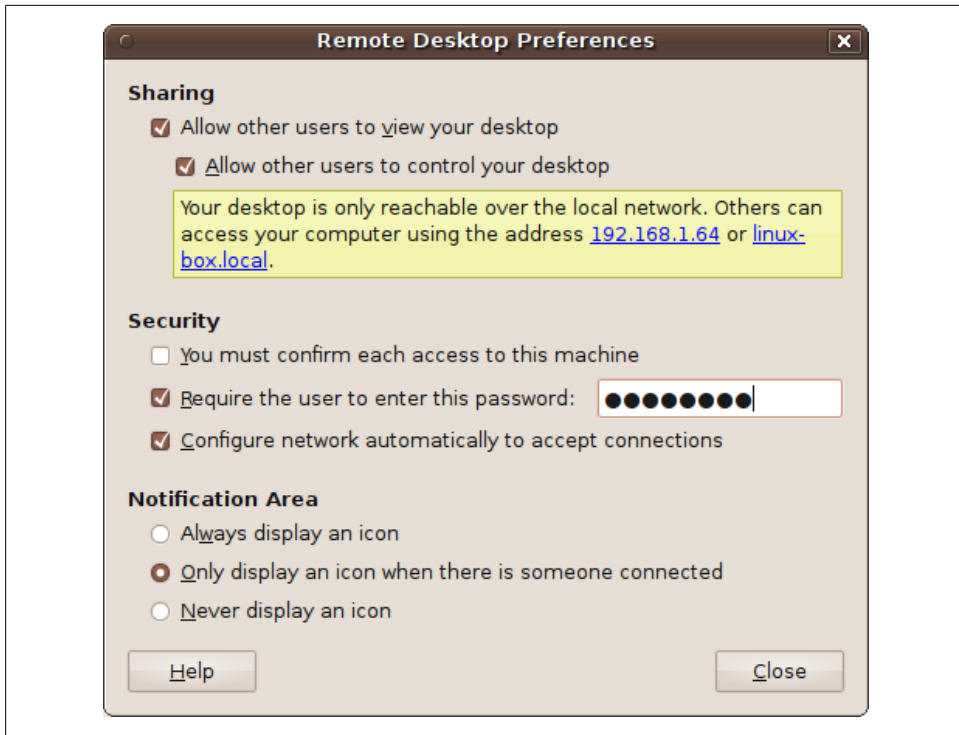 Remote Desktop Preferences
Sharing
Allow other users to view your desktop
Allow other users to control your desktop
Your desktop is only reachable over the local network. Others can
access your computer using the address 192.168.1.64 or linux-
box.local.
Security
You must confirm each access to this machine
Require the user to enter this password: ●●●●●●●●
Configure network automatically to accept connections
Notification Area
Always display an icon
Only display an icon when there is someone connected
Never display an icon
Help
Close